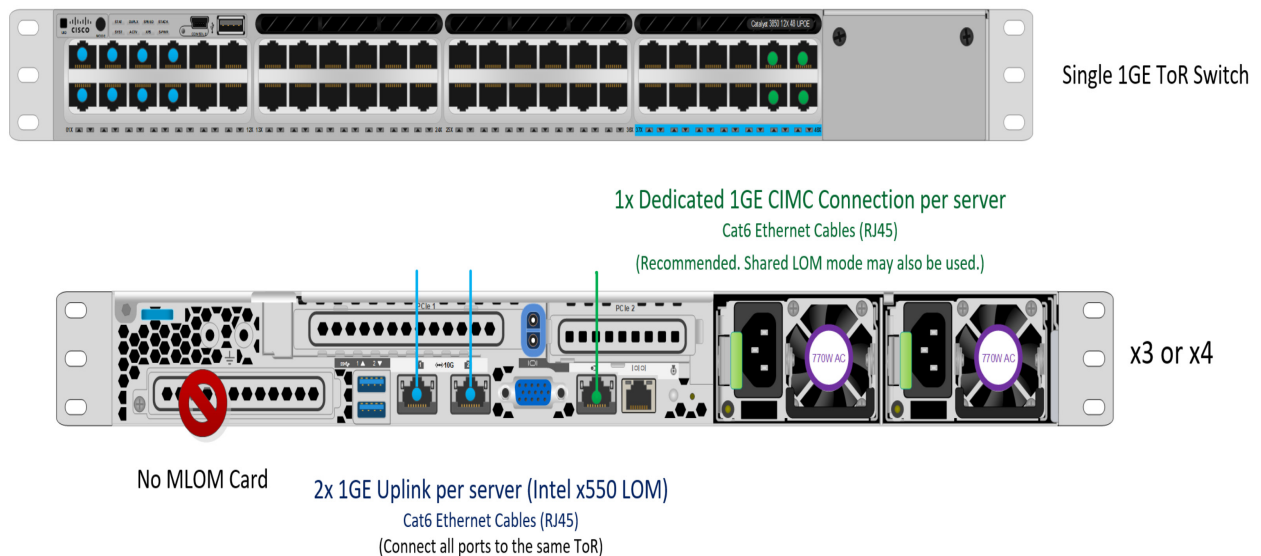 CISCO
Catalyst 3850 12X 48 UPOE
Single 1GE ToR Switch
1x Dedicated 1GE CIMC Connection per server
Cat6 Ethernet Cables (RJ45)
(Recommended. Shared LOM mode may also be used.)
PCIe 1
PCIe 2
770W AC
770W AC
x3 or x4
1
2
10G
No MLOM Card
2x 1GE Uplink per server (Intel x550 LOM)
Cat6 Ethernet Cables (RJ45)
(Connect all ports to the same ToR)